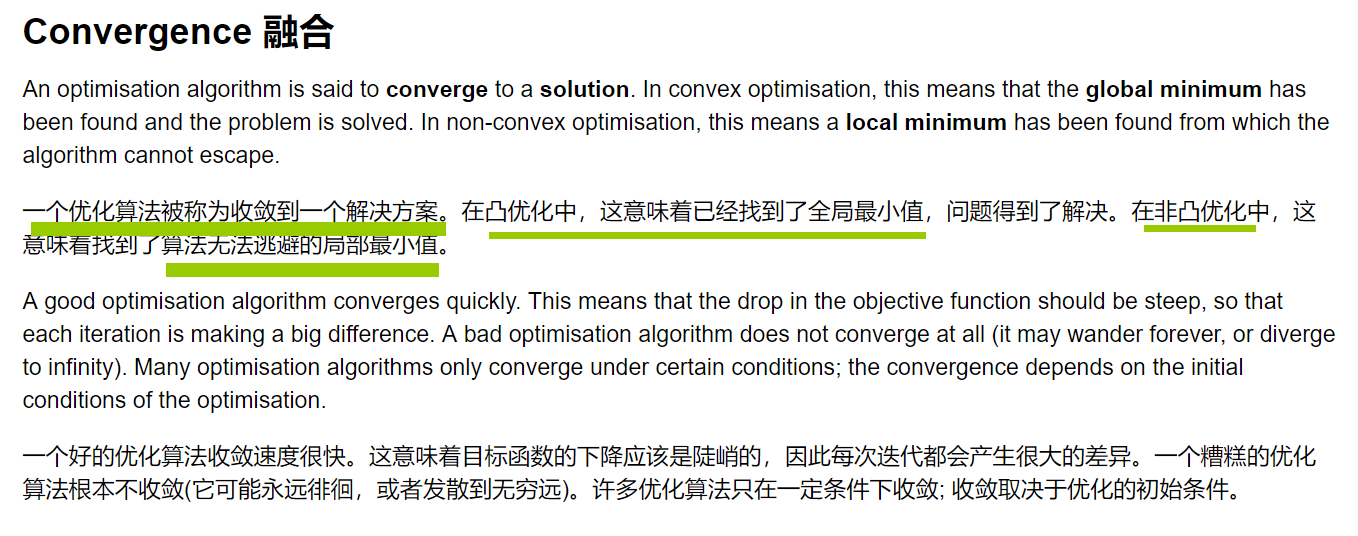 Convergence 融合
An optimisation algorithm is said to converge to a solution. In convex optimisation, this means that the global minimum has
been found and the problem is solved. In non-convex optimisation, this means a local minimum has been found from which the
algorithm cannot escape.
一个优化算法被称为收敛到一个解决方案。在凸优化中，这意味着已经找到了全局最小值，问题得到了解决。在非凸优化中，这
意味着找到了算法无法逃避的局部最小值。
A good optimisation algorithm converges quickly. This means that the drop in the objective function should be steep, so that
each iteration is making a big difference. A bad optimisation algorithm does not converge at all (it may wander forever, or diverge
to infinity). Many optimisation algorithms only converge under certain conditions; the convergence depends on the initial
conditions of the optimisation.
一个好的优化算法收敛速度很快。这意味着目标函数的下降应该是陡峭的，因此每次迭代都会产生很大的差异。一个糟糕的优化
算法根本不收敛(它可能永远徘徊，或者发散到无穷远)。许多优化算法只在一定条件下收敛; 收敛取决于优化的初始条件。